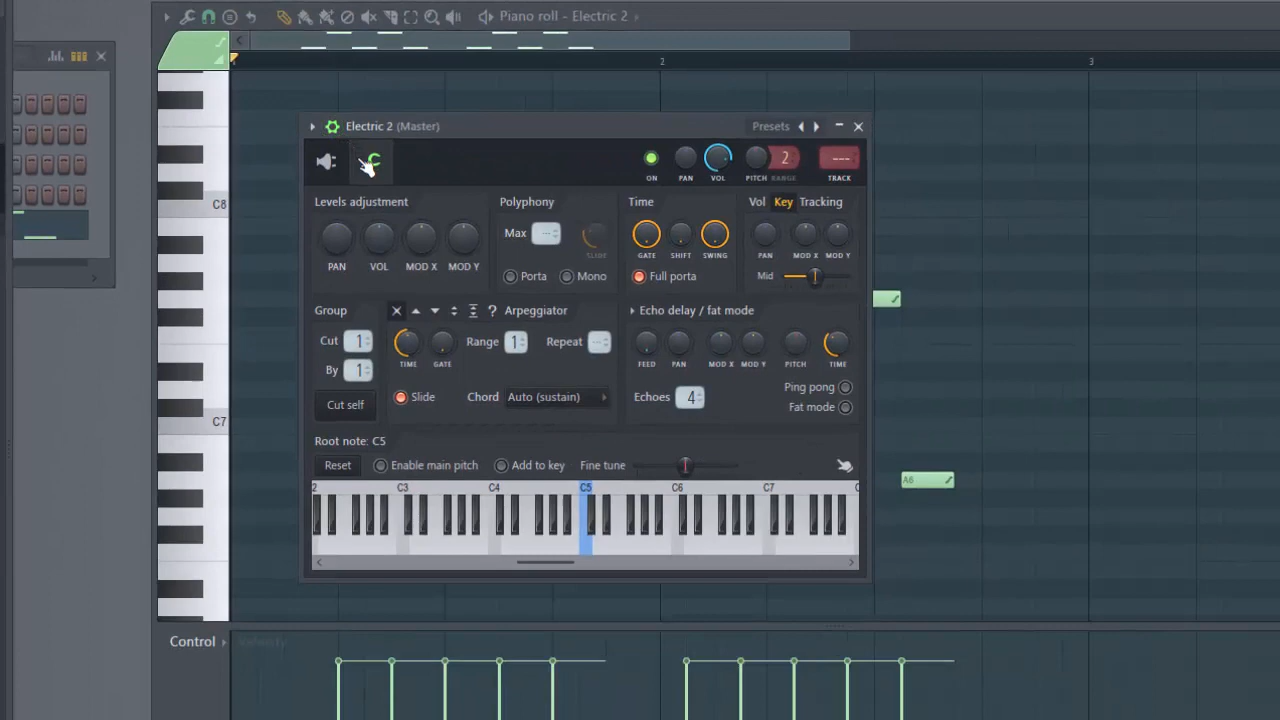 Piano roll - Electric 2
2 3
Electric 2 (Master) Presets
ON PAN VOL PITCH 2 RANGE --- TRACK
Levels adjustment Polyphony Time Vol Key Tracking
Max --- SLIDE
PAN VOL MOD X MOD Y GATE SHIFT SWING PAN MOD X MOD Y
Porta Mono Full porta Mid
Group ? Arpeggiator Echo delay / fat mode
Cut 1 TIME GATE Range 1 Repeat --- FEED PAN MOD X MOD Y PITCH TIME
By 1
Cut self Slide Chord Auto (sustain) Echoes 4 Ping pong
Fat mode
Root note: C5
Reset Enable main pitch Add to key Fine tune
2 C3 C4 C5 C6 C7 C
C8
C7
A6
Control Velocity